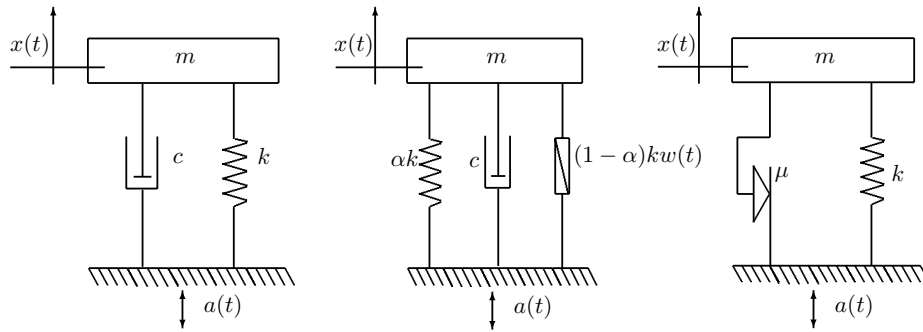 x(t)
m
c
k
a(t)
x(t)
m
αk
c
(1 − α)kw(t)
a(t)
x(t)
m
μ
k
a(t)